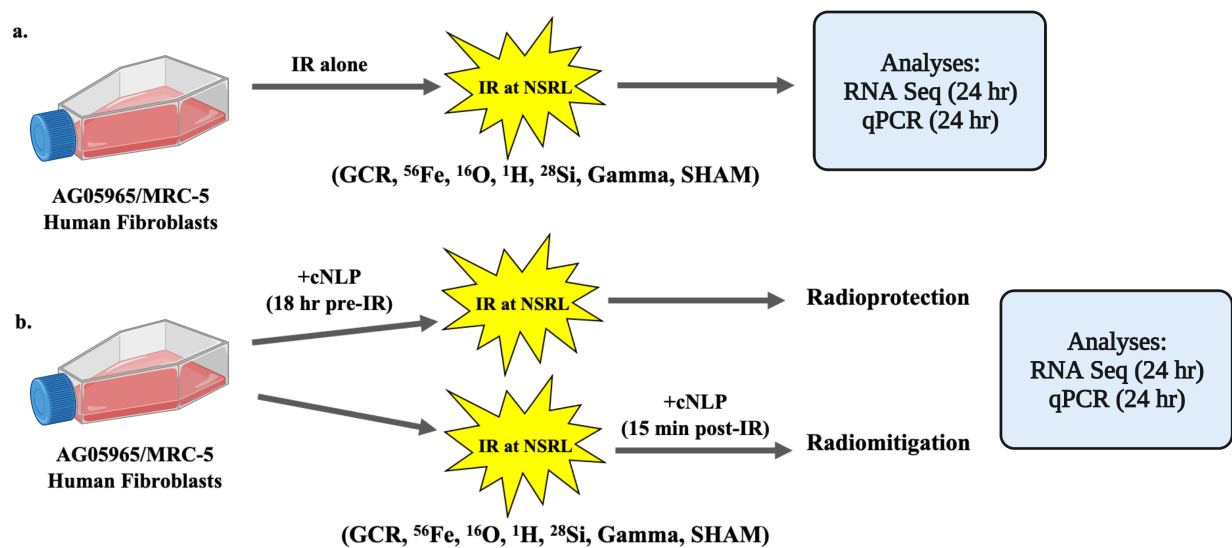 a.
IR alone
IR at NSRL
Analyses:
RNA Seq (24 hr)
qPCR (24 hr)
(GCR, ⁵⁶Fe, ¹⁶O, ¹H, ²⁸Si, Gamma, SHAM)
AG05965/MRC-5
Human Fibroblasts
b.
+cNLP
(18 hr pre-IR)
IR at NSRL
Radioprotection
IR at NSRL
+cNLP
(15 min post-IR)
Radiomitigation
Analyses:
RNA Seq (24 hr)
qPCR (24 hr)
AG05965/MRC-5
Human Fibroblasts
(GCR, ⁵⁶Fe, ¹⁶O, ¹H, ²⁸Si, Gamma, SHAM)